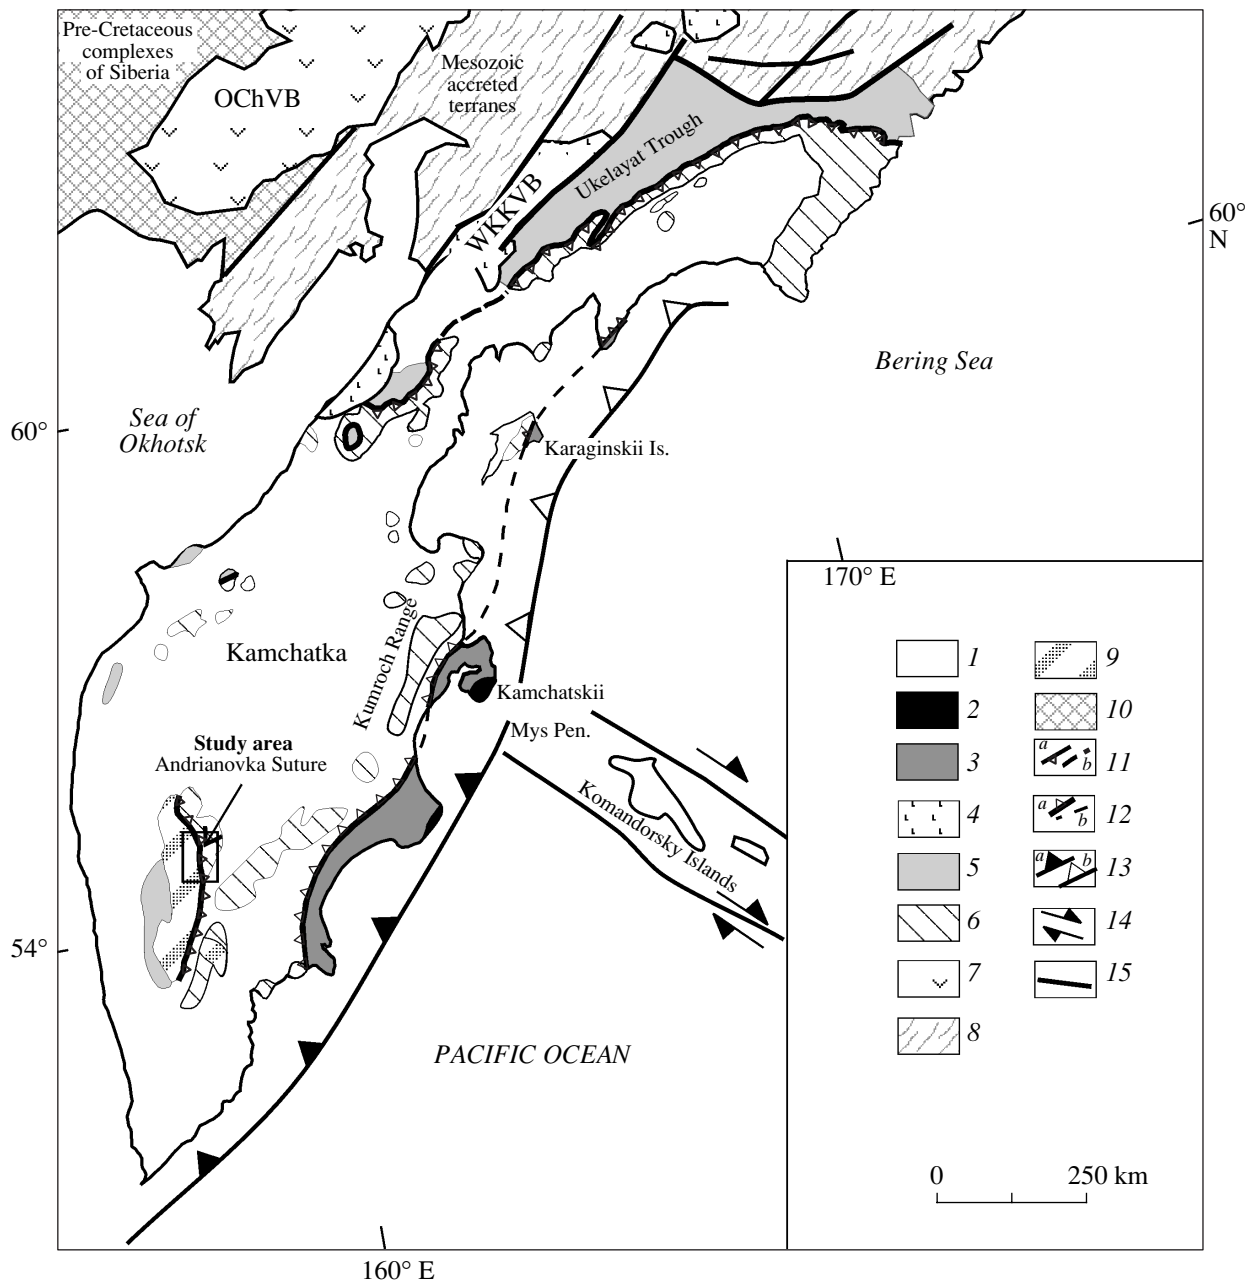 Pre-Cretaceous
complexes
of Siberia
OChVB
Mesozoic
accreted
terranes
Ukelayat Trough
WKKVB
60°
N
Bering Sea
Sea of
Okhotsk
60°
Karaginskii Is.
170° E
Kamchatka
Kumroch Range
Kamchatskii
Mys Pen.
Study area
Andrianovka Suture
Komandorsky Islands
54°
PACIFIC OCEAN
160° E
1
2
3
4
5
6
7
8
9
10
a b 11
a b 12
a b 13
14
15
0 250 km